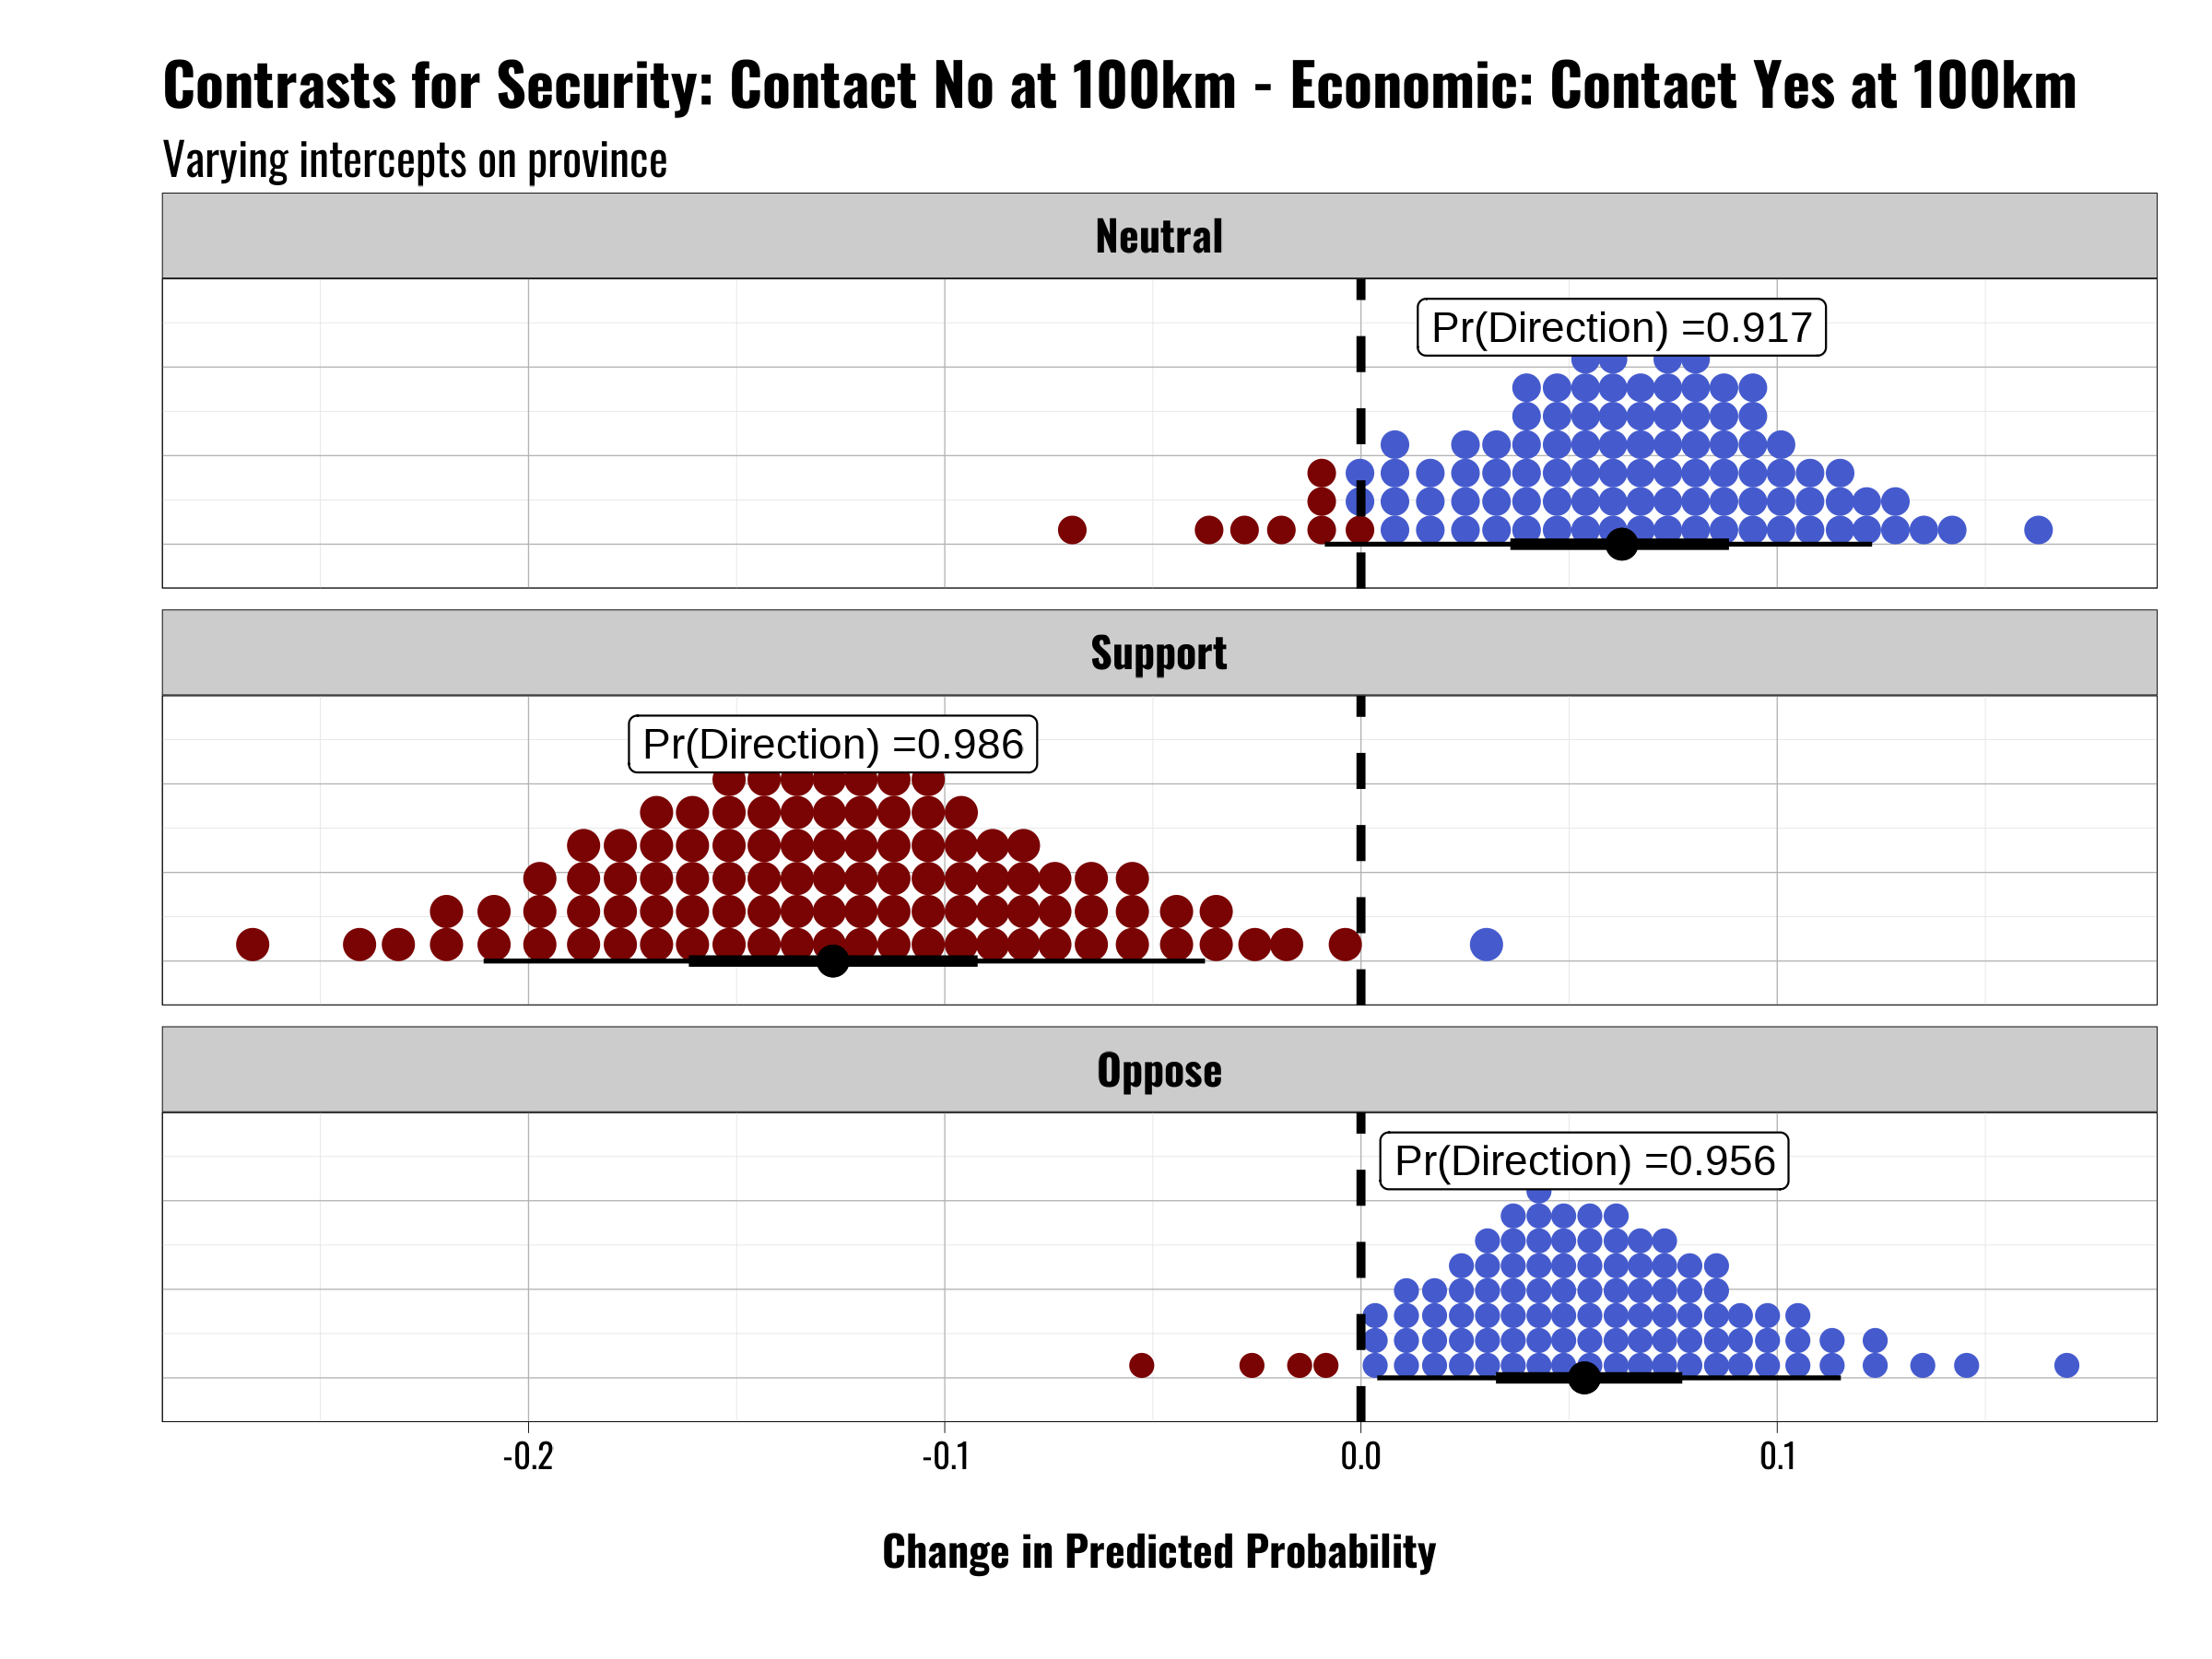 Contrasts for Security: Contact No at 100km - Economic: Contact Yes at 100km
Varying intercepts on province
Neutral
Pr(Direction) =0.917
Support
Pr(Direction) =0.986
Oppose
Pr(Direction) =0.956
-0.2 -0.1 0.0 0.1
Change in Predicted Probability